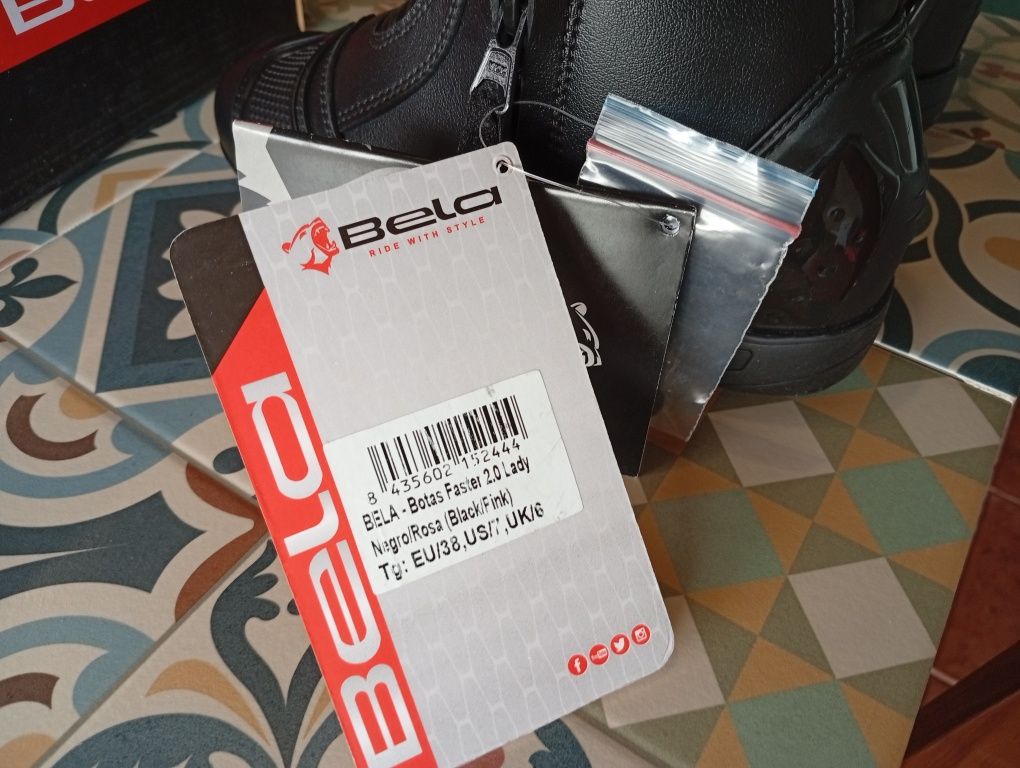 Bela
RIDE WITH STYLE
Bela
8 435602 152444
BELA - Botas Faster 2.0 Lady
Negro/Rosa (Black/Pink)
Tg: EU/38,US/7,UK/6